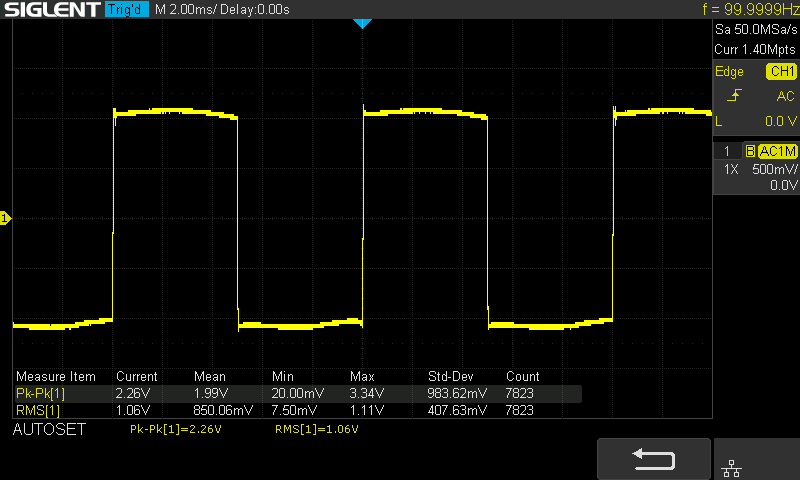 SIGLENT Trig'd M 2.00ms/ Delay:0.00s f = 99.9999Hz
Sa 50.0MSa/s
Curr 1.40Mpts
Edge CH1
AC
L 0.0 V
1 B AC1M
1X 500mV/
0.0V
1
Measure Item Current Mean Min Max Std-Dev Count
Pk-Pk[1] 2.26V 1.99V 20.00mV 3.34V 983.62mV 7823
RMS[1] 1.06V 850.06mV 7.50mV 1.11V 407.63mV 7823
AUTOSET Pk-Pk[1]=2.26V RMS[1]=1.06V